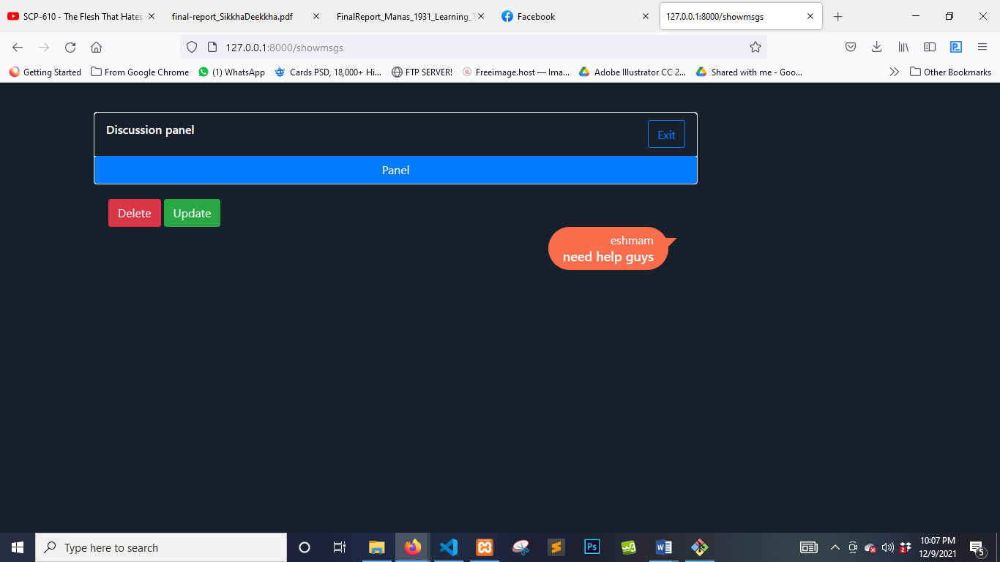 SCP-610 - The Flesh That Hates
final-report_SikkhaDeekkha.pdf
FinalReport_Manas_1931_Learning_
Facebook
127.0.0.1:8000/showmsgs
127.0.0.1:8000/showmsgs
Getting Started
From Google Chrome
(1) WhatsApp
Cards PSD, 18,000+ Hi...
FTP SERVER!
Freeimage.host — Ima...
Adobe Illustrator CC 2...
Shared with me - Goo...
Other Bookmarks
Discussion panel
Exit
Panel
Delete
Update
eshmam
need help guys
Type here to search
Ps
10:07 PM
12/9/2021
2
5